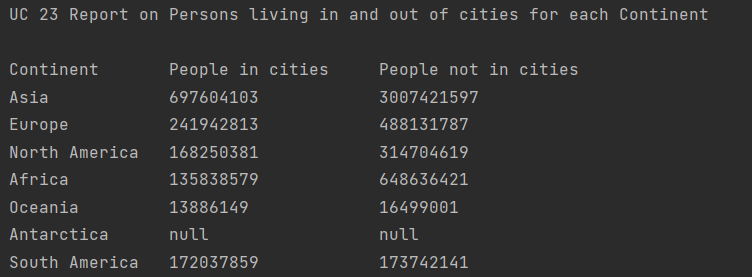 UC 23 Report on Persons living in and out of cities for each Continent
Continent People in cities People not in cities
Asia 697604103 3007421597
Europe 241942813 488131787
North America 168250381 314704619
Africa 135838579 648636421
Oceania 13886149 16499001
Antarctica null null
South America 172037859 173742141